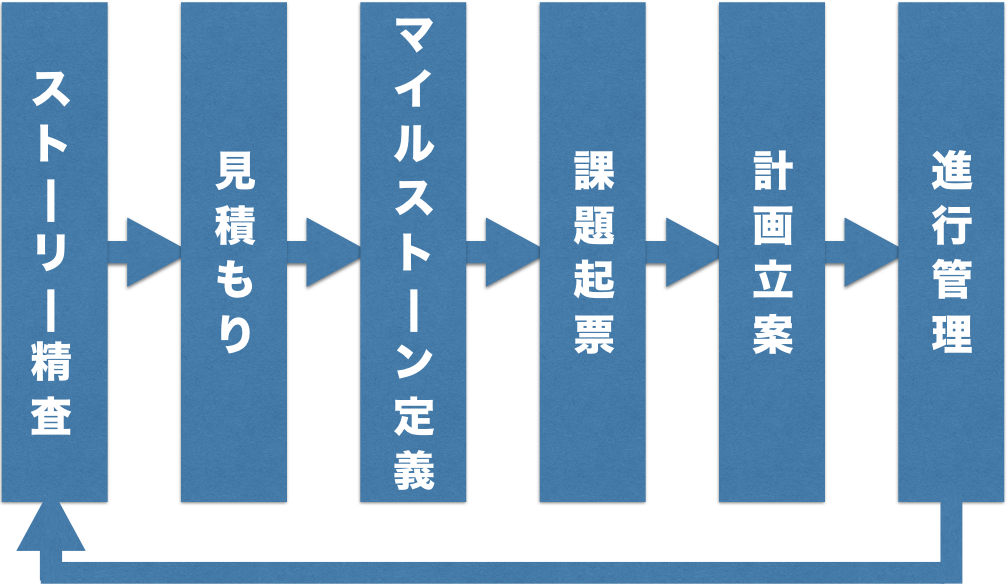 ストーリー精査
見積もり
マイルストーン定義
課題起票
計画立案
進行管理